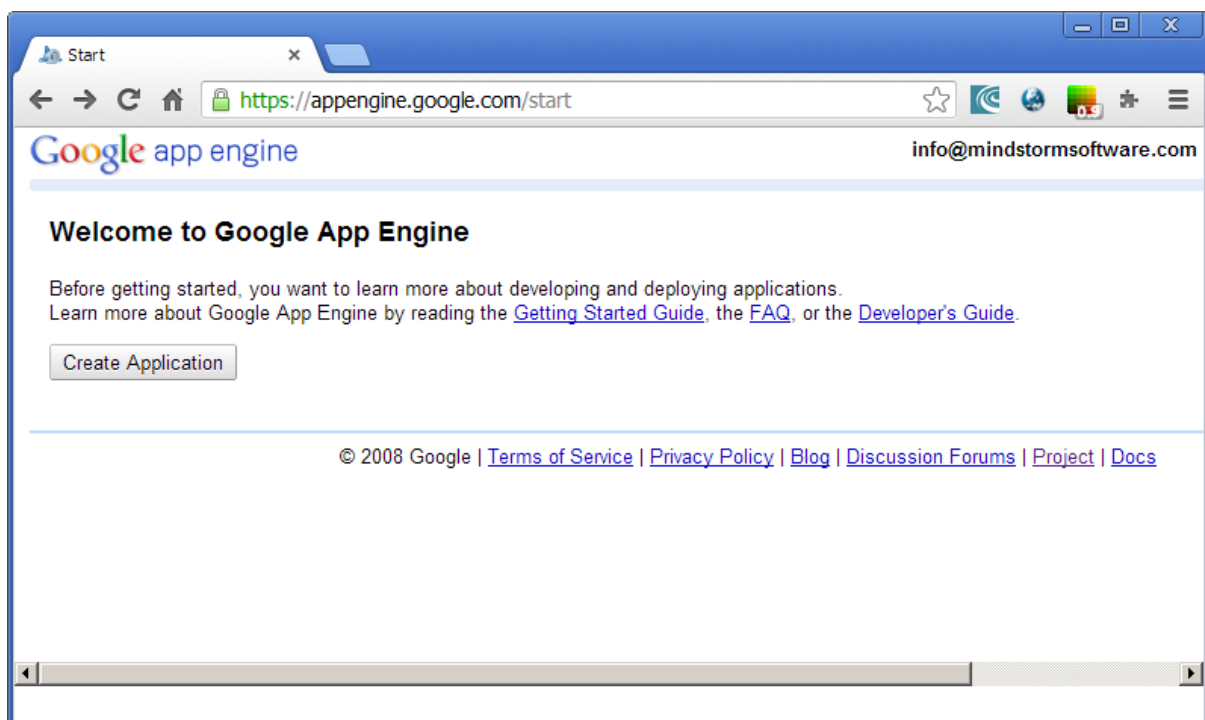 Start
https://appengine.google.com/start
0.9
Google app engine
info@mindstormsoftware.com
Welcome to Google App Engine
Before getting started, you want to learn more about developing and deploying applications.
Learn more about Google App Engine by reading the Getting Started Guide, the FAQ, or the Developer's Guide.
Create Application
© 2008 Google | Terms of Service | Privacy Policy | Blog | Discussion Forums | Project | Docs